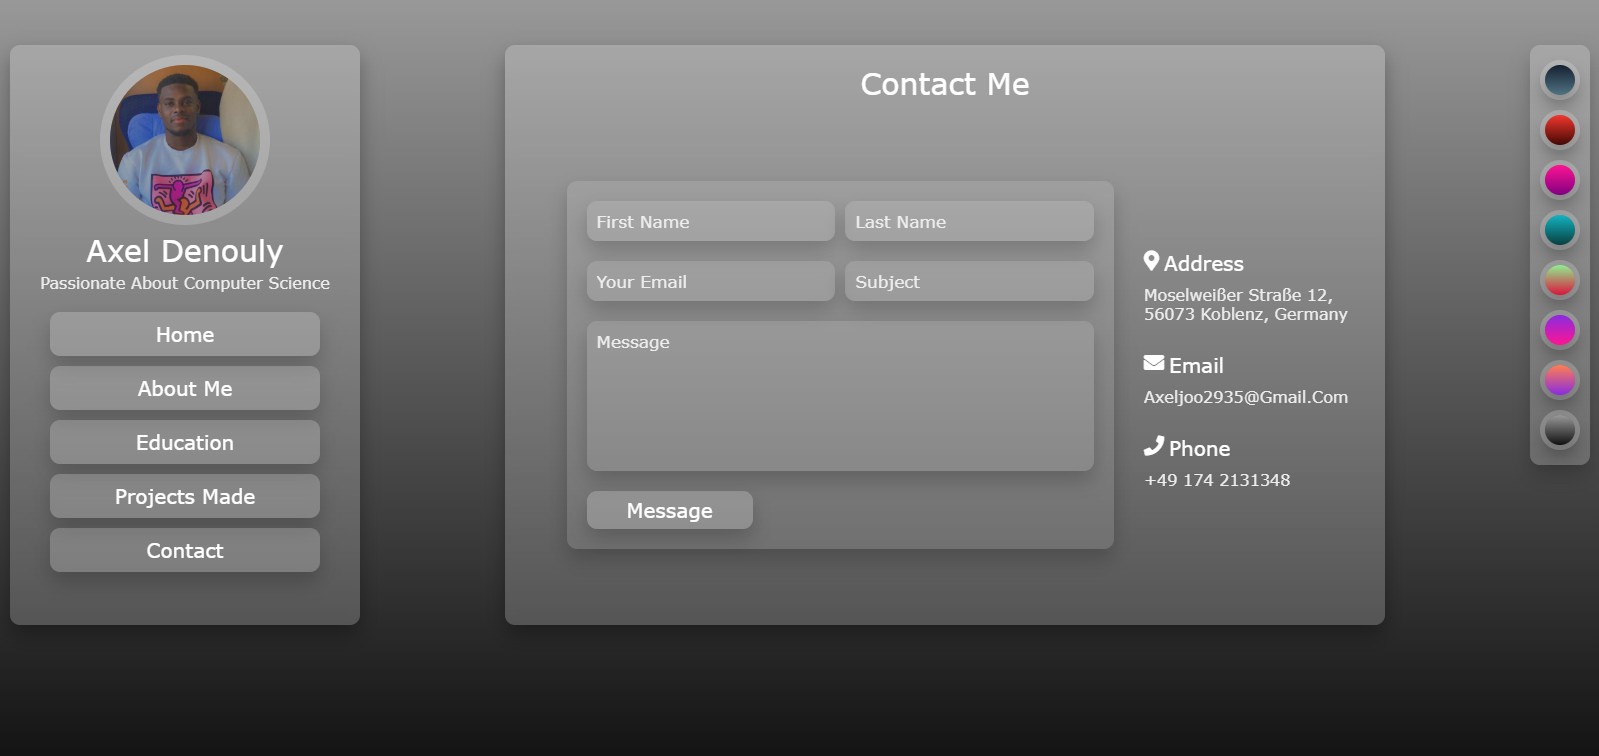 Axel Denouly
Passionate About Computer Science
Home
About Me
Education
Projects Made
Contact
Contact Me
First Name
Last Name
Your Email
Subject
Message
Message
Address
Moselweißer Straße 12,
56073 Koblenz, Germany
Email
Axeljoo2935@Gmail.Com
Phone
+49 174 2131348